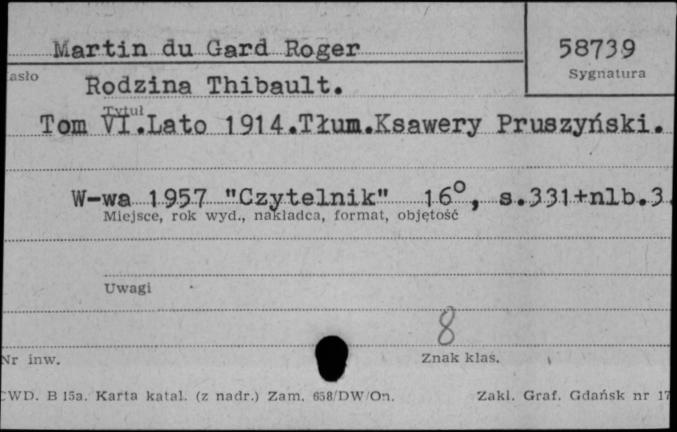 Martin du Gard Roger
58739
asło
Sygnatura
Rodzina Thibault.
Tytuł
Tom VI.Lato 1914.Tłum.Ksawery Pruszyński.
W-wa 1957 "Czytelnik" 16°, s.331+nlb.3.
Miejsce, rok wyd., nakładca, format, objętość
Uwagi
8
Nr inw.
Znak klas.
CWD. B 15a. Karta katal. (z nadr.) Zam. 658/DW/On.
Zakł. Graf. Gdańsk nr 17